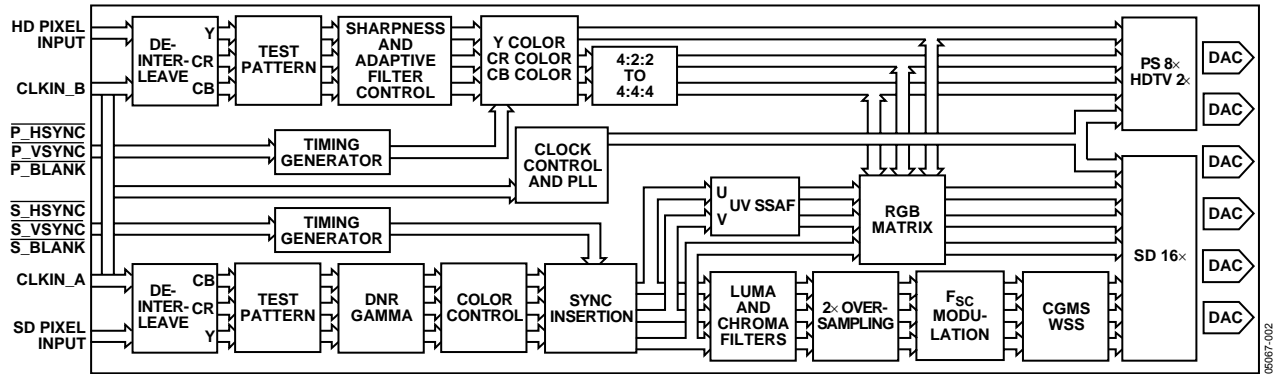 HD PIXEL
INPUT
CLKIN_B
P_HSYNC
P_VSYNC
P_BLANK
S_HSYNC
S_VSYNC
S_BLANK
CLKIN_A
SD PIXEL
INPUT
DE-
INTER-
LEAVE
Y
CR
CB
TEST
PATTERN
SHARPNESS
AND
ADAPTIVE
FILTER
CONTROL
Y COLOR
CR COLOR
CB COLOR
4:2:2
TO
4:4:4
PS 8×
HDTV 2×
TIMING
GENERATOR
CLOCK
CONTROL
AND PLL
TIMING
GENERATOR
U
V
UV SSAF
RGB
MATRIX
DE-
INTER-
LEAVE
CB
CR
Y
TEST
PATTERN
DNR
GAMMA
COLOR
CONTROL
SYNC
INSERTION
LUMA
AND
CHROMA
FILTERS
2× OVER-
SAMPLING
FSC
MODU-
LATION
CGMS
WSS
SD 16×
DAC
DAC
DAC
DAC
DAC
DAC
05067-002